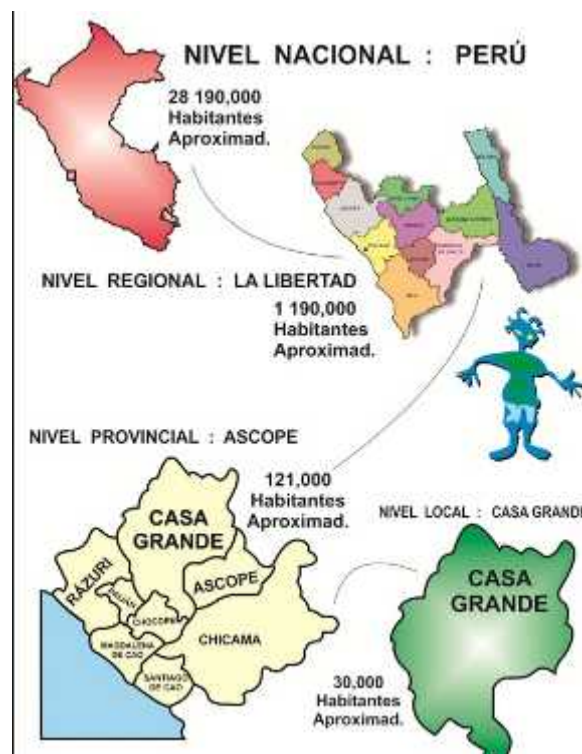 NIVEL NACIONAL : PERÚ
28 190,000
Habitantes
Aproximad.
NIVEL REGIONAL : LA LIBERTAD
1 190,000
Habitantes
Aproximad.
NIVEL PROVINCIAL : ASCOPE
121,000
Habitantes
Aproximad.
CASA
GRANDE
RÁZURI
ASCOPE
PAIJÁN
CHOCOPE
CHICAMA
MAGDALENA
DE CAO
SANTIAGO
DE CAO
NIVEL LOCAL : CASA GRANDE
CASA
GRANDE
30,000
Habitantes
Aproximad.